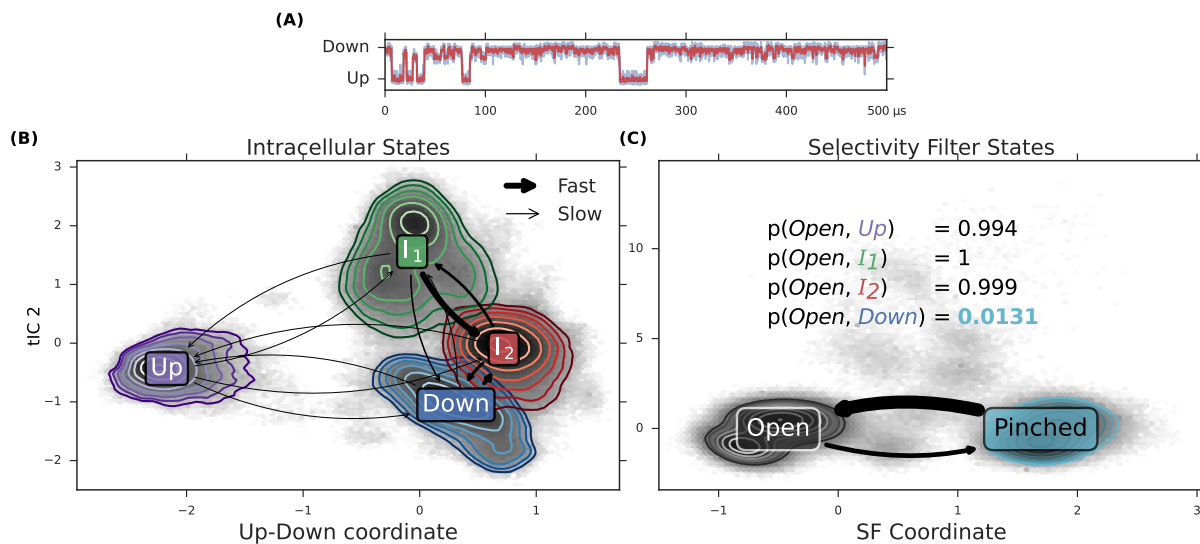 (A)
Down
Up
0 100 200 300 400 500 μs
(B)
Intracellular States
Fast
Slow
I1
I2
Up
Down
3
2
1
0
−1
−2
tIC 2
−2 −1 0 1
Up-Down coordinate
(C)
Selectivity Filter States
p(Open, Up) = 0.994
p(Open, I1) = 1
p(Open, I2) = 0.999
p(Open, Down) = 0.0131
Open
Pinched
10
5
0
−1 0 1 2 3
SF Coordinate